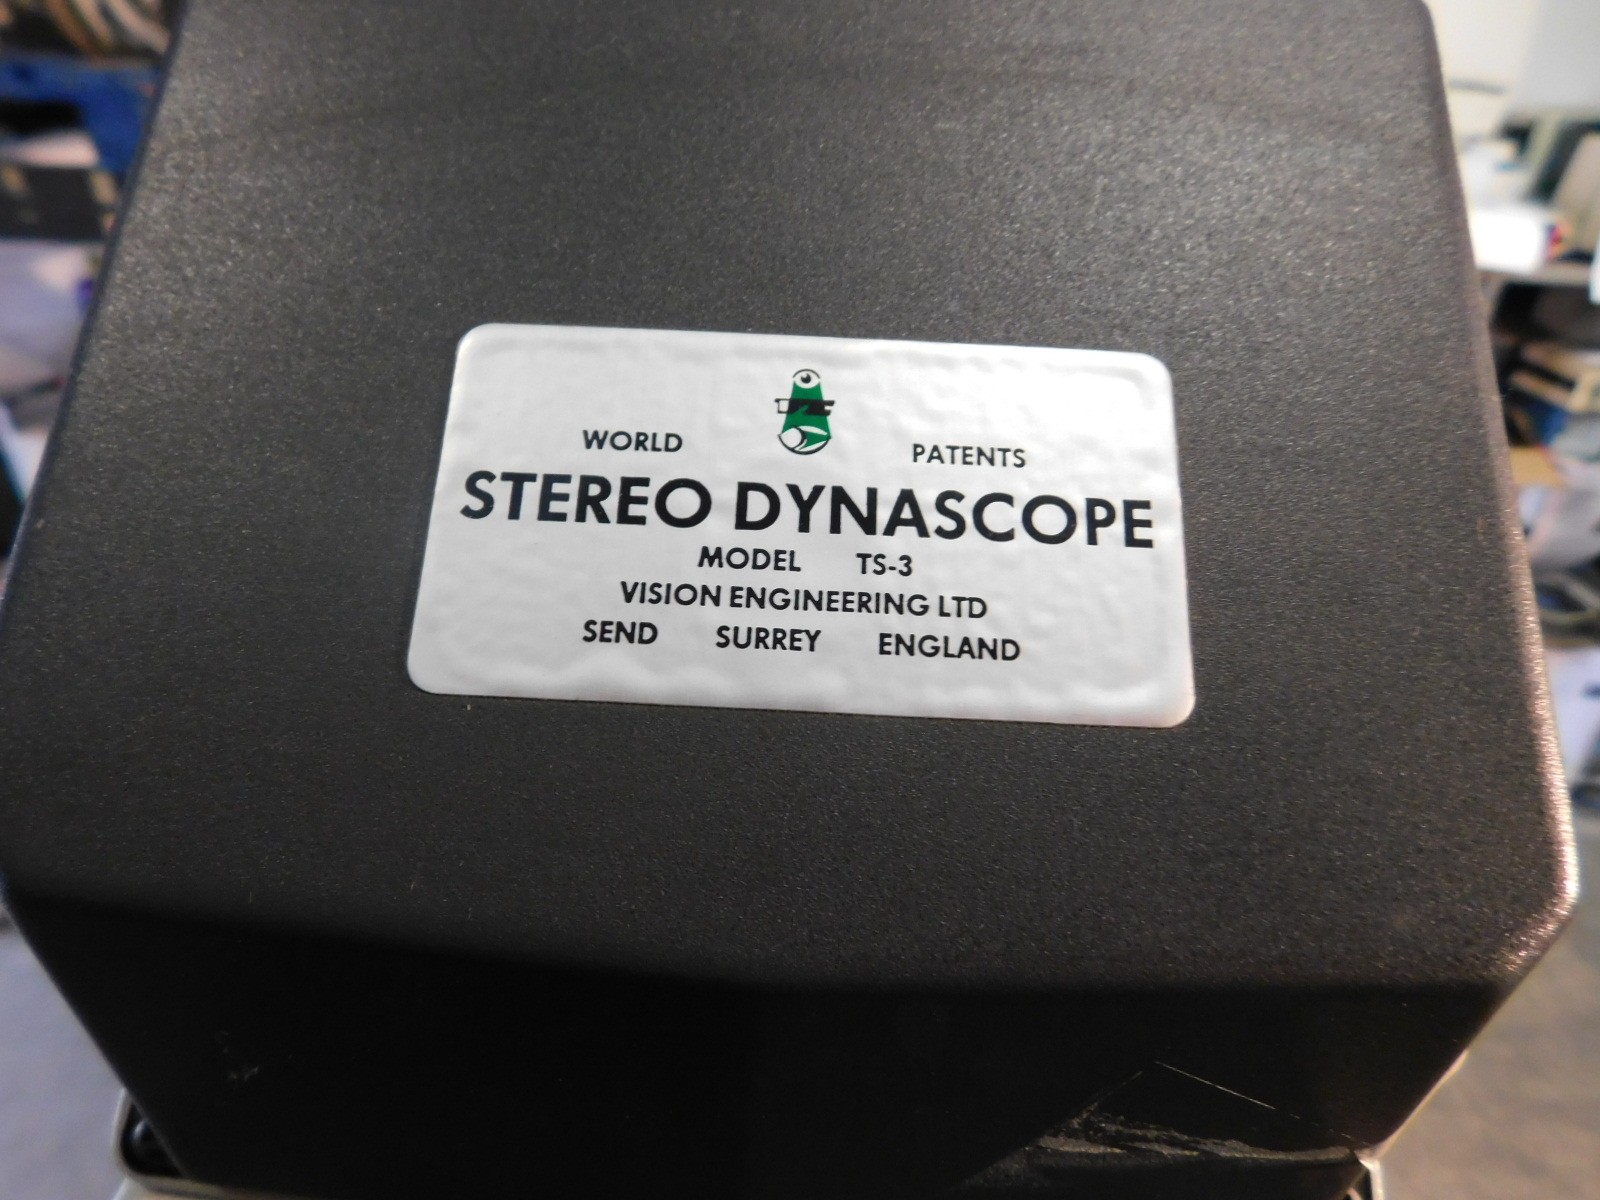 WORLD PATENTS
STEREO DYNASCOPE
MODEL TS-3
VISION ENGINEERING LTD
SEND SURREY ENGLAND